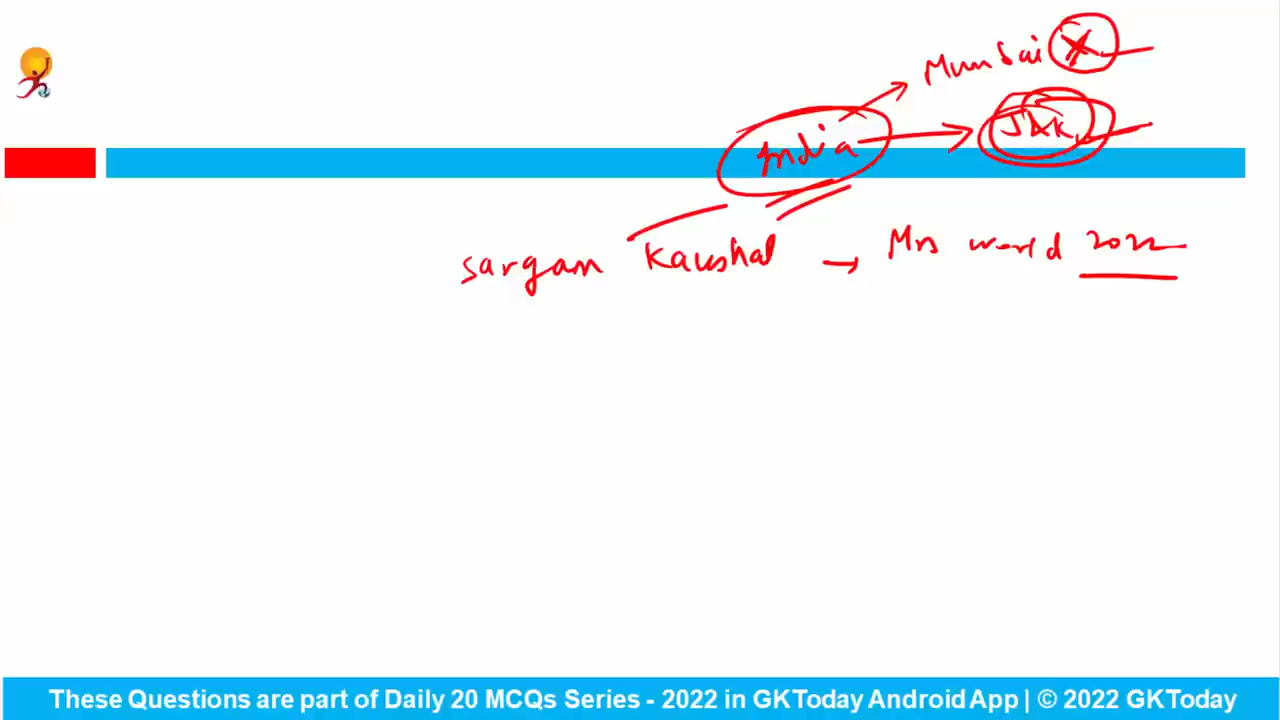 Mumbai
India → J&K
Sargam Kaushal → Mrs world 2022
These Questions are part of Daily 20 MCQs Series - 2022 in GKToday Android App | © 2022 GKToday